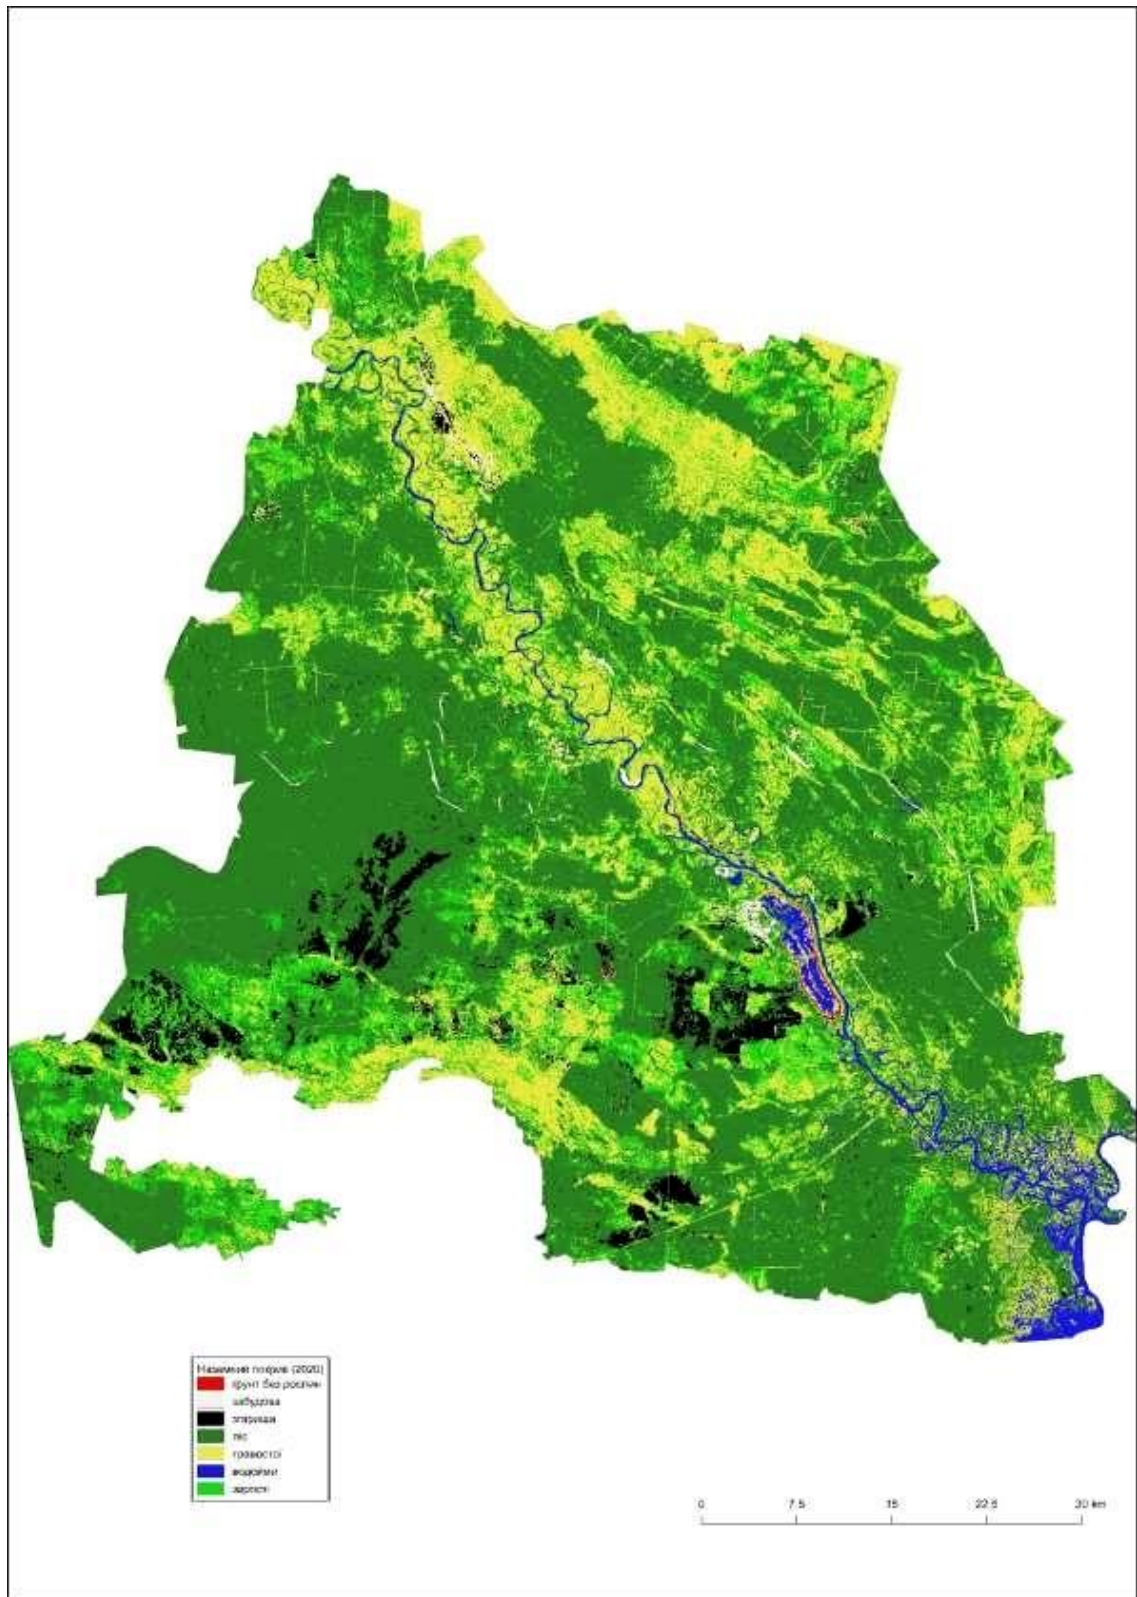 Наземний покрив (2020)
грунт без рослин
забудова
згарища
ліс
травостої
водойми
зарості
0 7.5 15 22.5 30 km